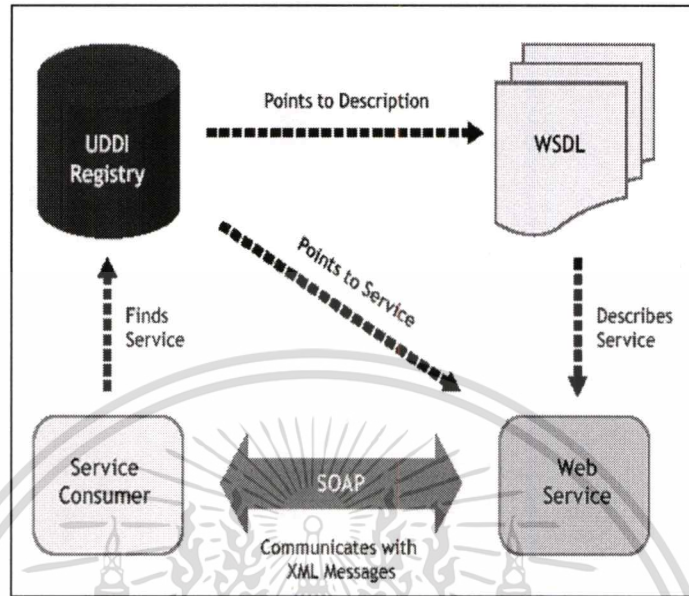 Points to Description
UDDI
Registry
WSDL
Points to Service
Finds
Service
Describes
Service
Service
Consumer
SOAP
Web
Service
Communicates with
XML Messages